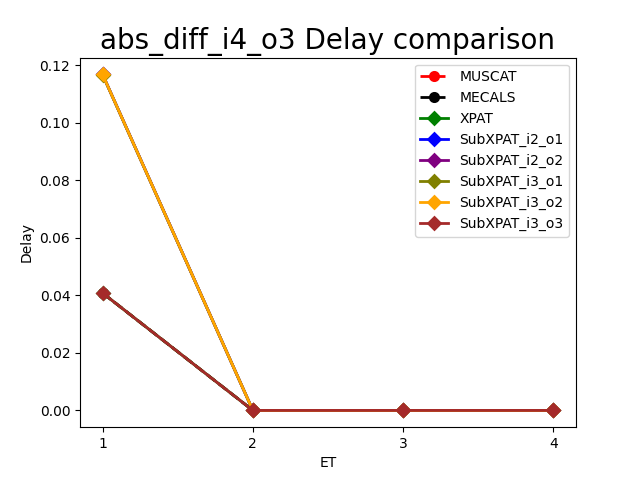 abs_diff_i4_o3 Delay comparison
0.12
0.10
0.08
0.06
0.04
0.02
0.00
Delay
1
2
3
4
ET
MUSCAT
MECALS
XPAT
SubXPAT_i2_o1
SubXPAT_i2_o2
SubXPAT_i3_o1
SubXPAT_i3_o2
SubXPAT_i3_o3